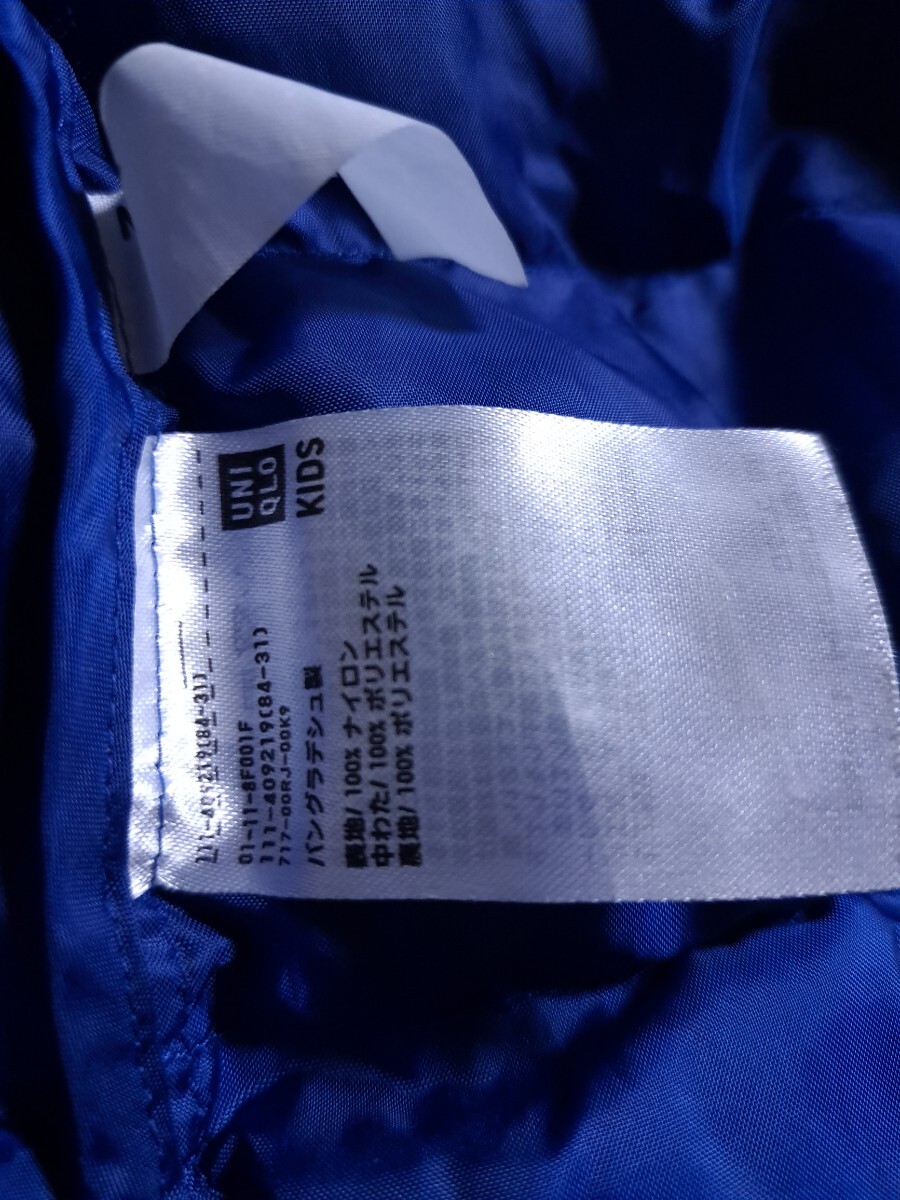 UNI
QLO
KIDS
111-409219(84-31)
01-11-8F001F
111-409219(84-31)
717-00RJ-00K9
バングラデシュ製
表地/100% ナイロン
中わた/100% ポリエステル
裏地/100% ポリエステル